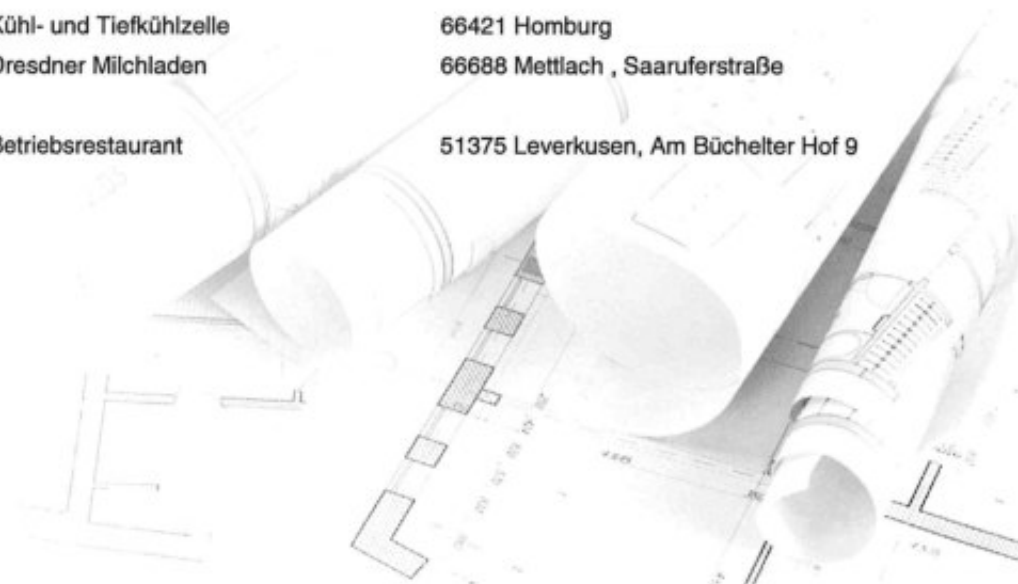 Kühl- und Tiefkühlzelle 66421 Homburg
Dresdner Milchladen 66688 Mettlach , Saaruferstraße
Betriebsrestaurant 51375 Leverkusen, Am Büchelter Hof 9